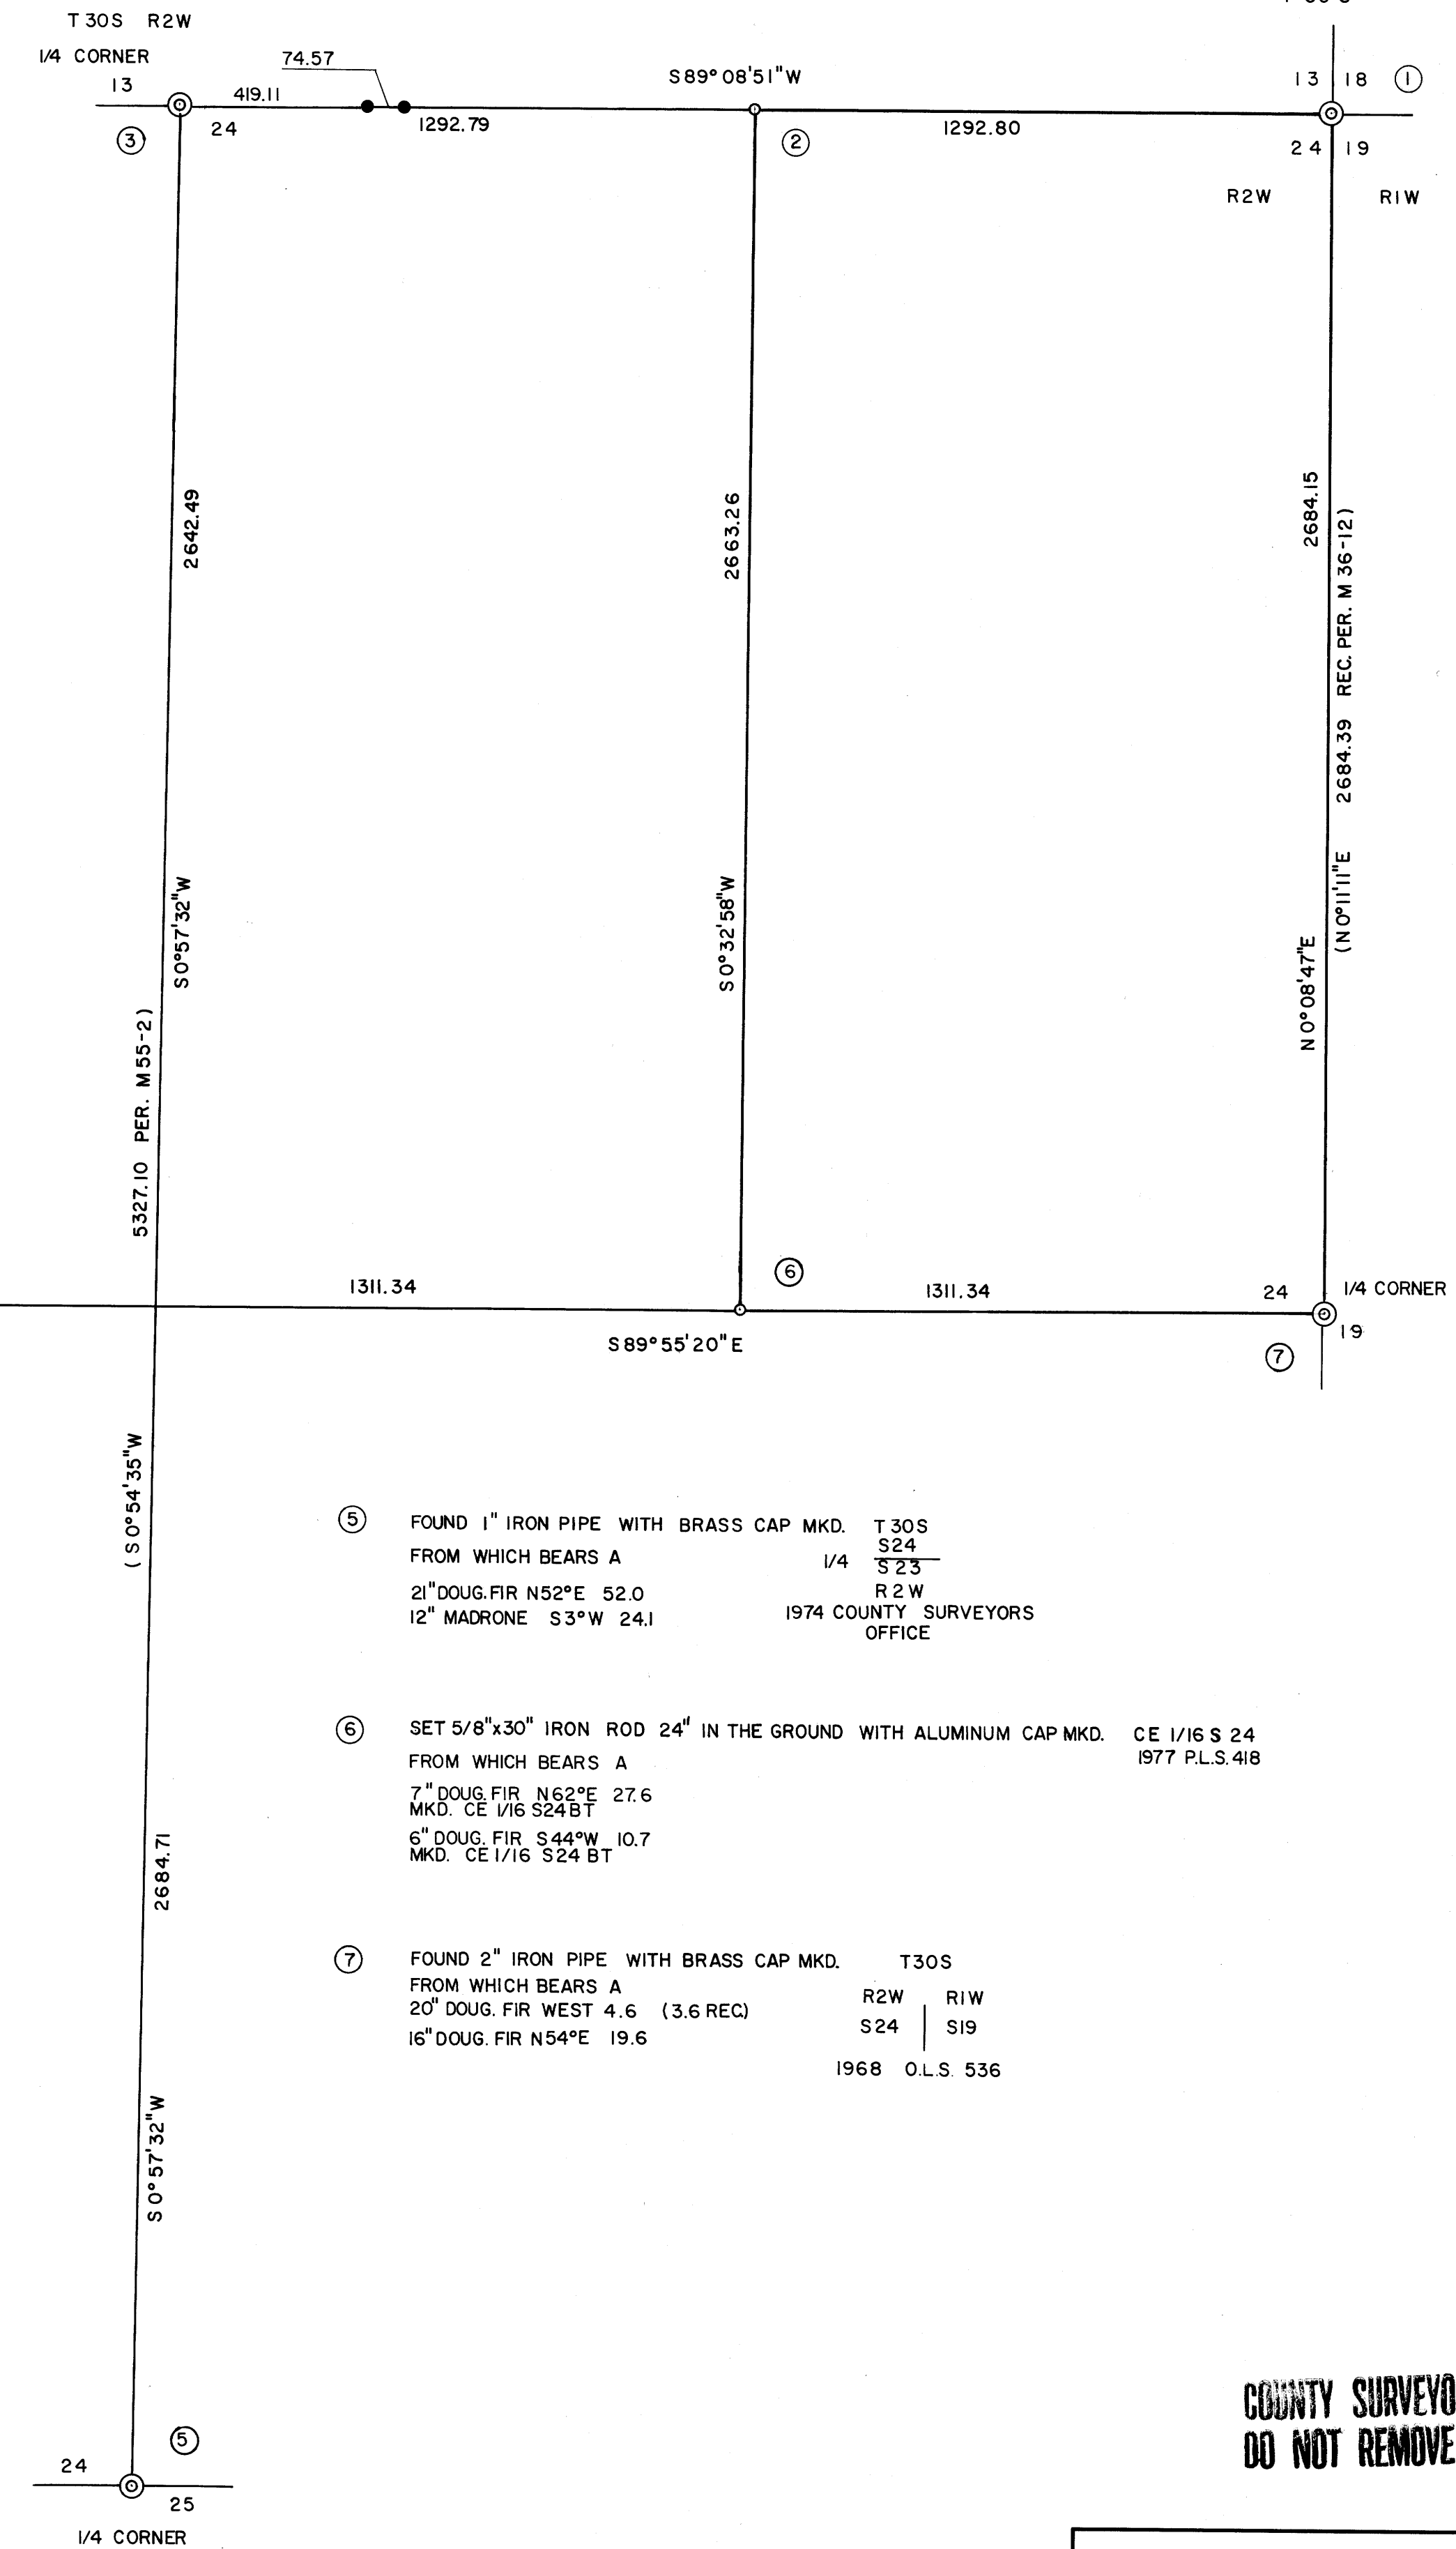 T 30S R2W
1/4 CORNER
13
74.57
S 89° 08' 51" W
13 18 ①
419.11
③
24
1292.79
②
1292.80
24 19
R2W R1W
2642.49
2663.26
2684.15
(N 0° 11' 11" E 2684.39 REC. PER. M 36-12)
S 0° 57' 32" W
S 0° 32' 58" W
N 0° 08' 47" E
(S 0° 54' 35" W 5327.10 PER. M 55-2)
⑥
1311.34
1311.34
24
1/4 CORNER
S 89° 55' 20" E
19
⑦
⑤ FOUND 1" IRON PIPE WITH BRASS CAP MKD. T 30S
S24
FROM WHICH BEARS A 1/4 S 23
21" DOUG. FIR N52°E 52.0 R 2 W
12" MADRONE S3°W 24.1 1974 COUNTY SURVEYORS
OFFICE
⑥ SET 5/8"x30" IRON ROD 24" IN THE GROUND WITH ALUMINUM CAP MKD. CE 1/16 S 24
FROM WHICH BEARS A 1977 P.L.S. 418
7" DOUG. FIR N62°E 27.6
MKD. CE 1/16 S24 BT
6" DOUG. FIR S44°W 10.7
MKD. CE 1/16 S24 BT
2684.71
⑦ FOUND 2" IRON PIPE WITH BRASS CAP MKD. T30S
FROM WHICH BEARS A
20" DOUG. FIR WEST 4.6 (3.6 REC.) R2W R1W
16" DOUG. FIR N54°E 19.6 S24 S19
1968 O.L.S. 536
S 0° 57' 32" W
COUNTY SURVEYO
DO NOT REMOVE
⑤
24
25
1/4 CORNER